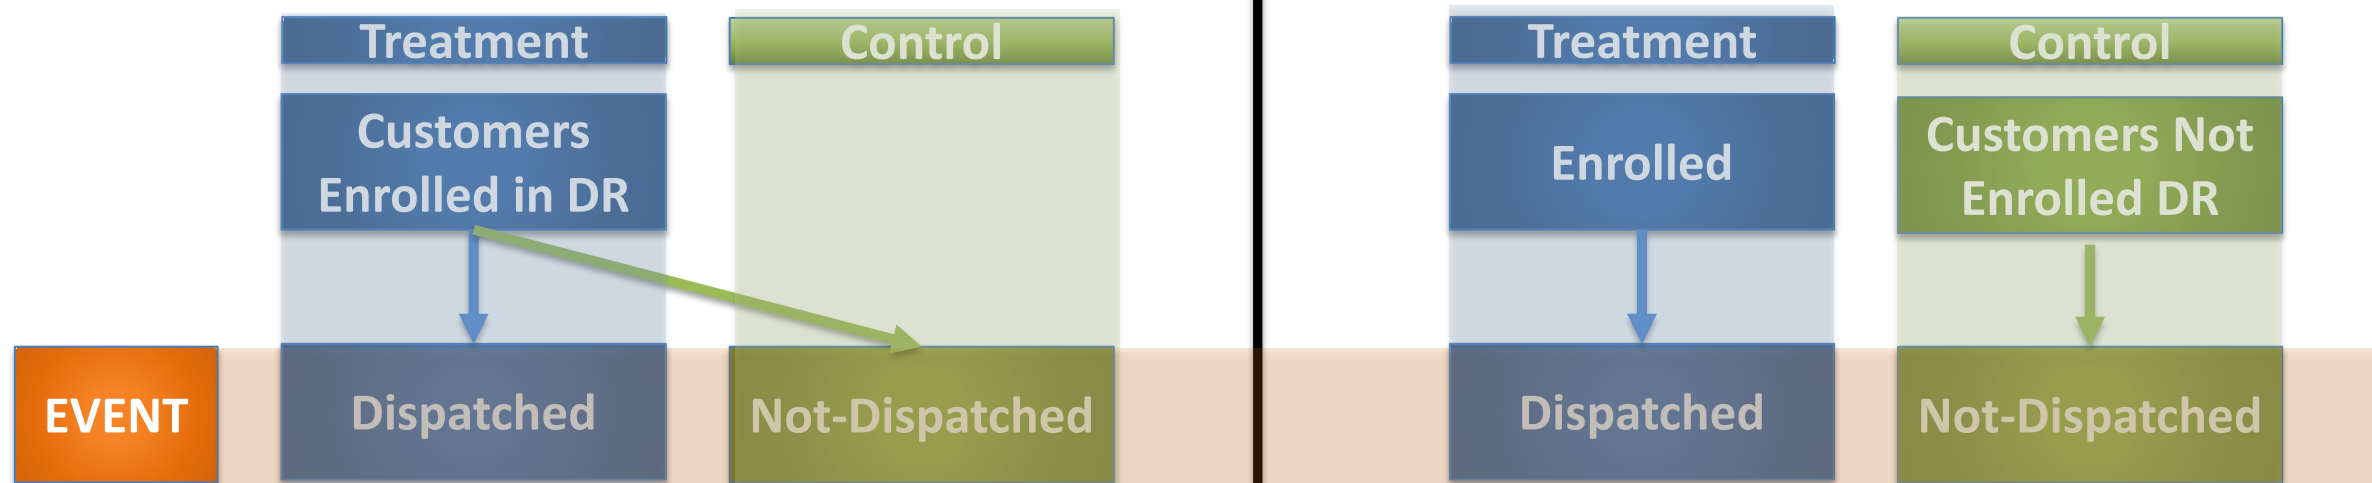 Treatment
Control
Customers
Enrolled in DR
EVENT
Dispatched
Not-Dispatched
Treatment
Control
Enrolled
Customers Not
Enrolled DR
Dispatched
Not-Dispatched